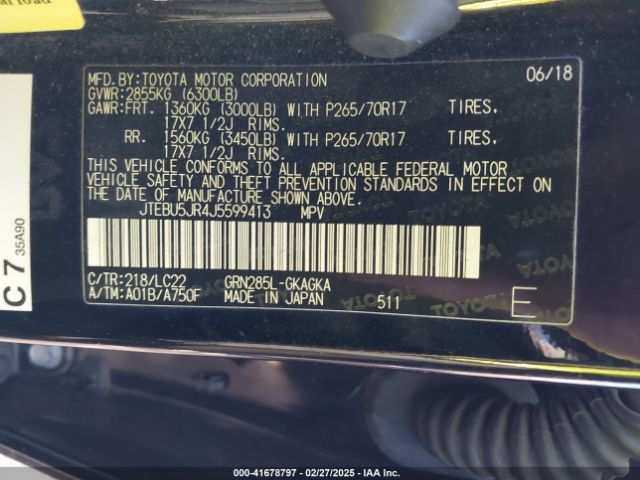 al load
MFD.BY:TOYOTA MOTOR CORPORATION 06/18
GVWR:2855KG (6300LB)
GAWR:FRT. 1360KG (3000LB) WITH P265/70R17 TIRES,
17X7 1/2J RIMS.
RR. 1560KG (3450LB) WITH P265/70R17 TIRES,
17X7 1/2J RIMS.
THIS VEHICLE CONFORMS TO ALL APPLICABLE FEDERAL MOTOR
VEHICLE SAFETY AND THEFT PREVENTION STANDARDS IN EFFECT ON
THE DATE OF MANUFACTURE SHOWN ABOVE.
JTEBU5JR4J5599413 MPV
C/TR:218/LC22 GRN285L-GKAGKA
A/TM:A01B/A750F MADE IN JAPAN 511 E
C7 35A90
000-41678797 - 02/27/2025 - IAA Inc.